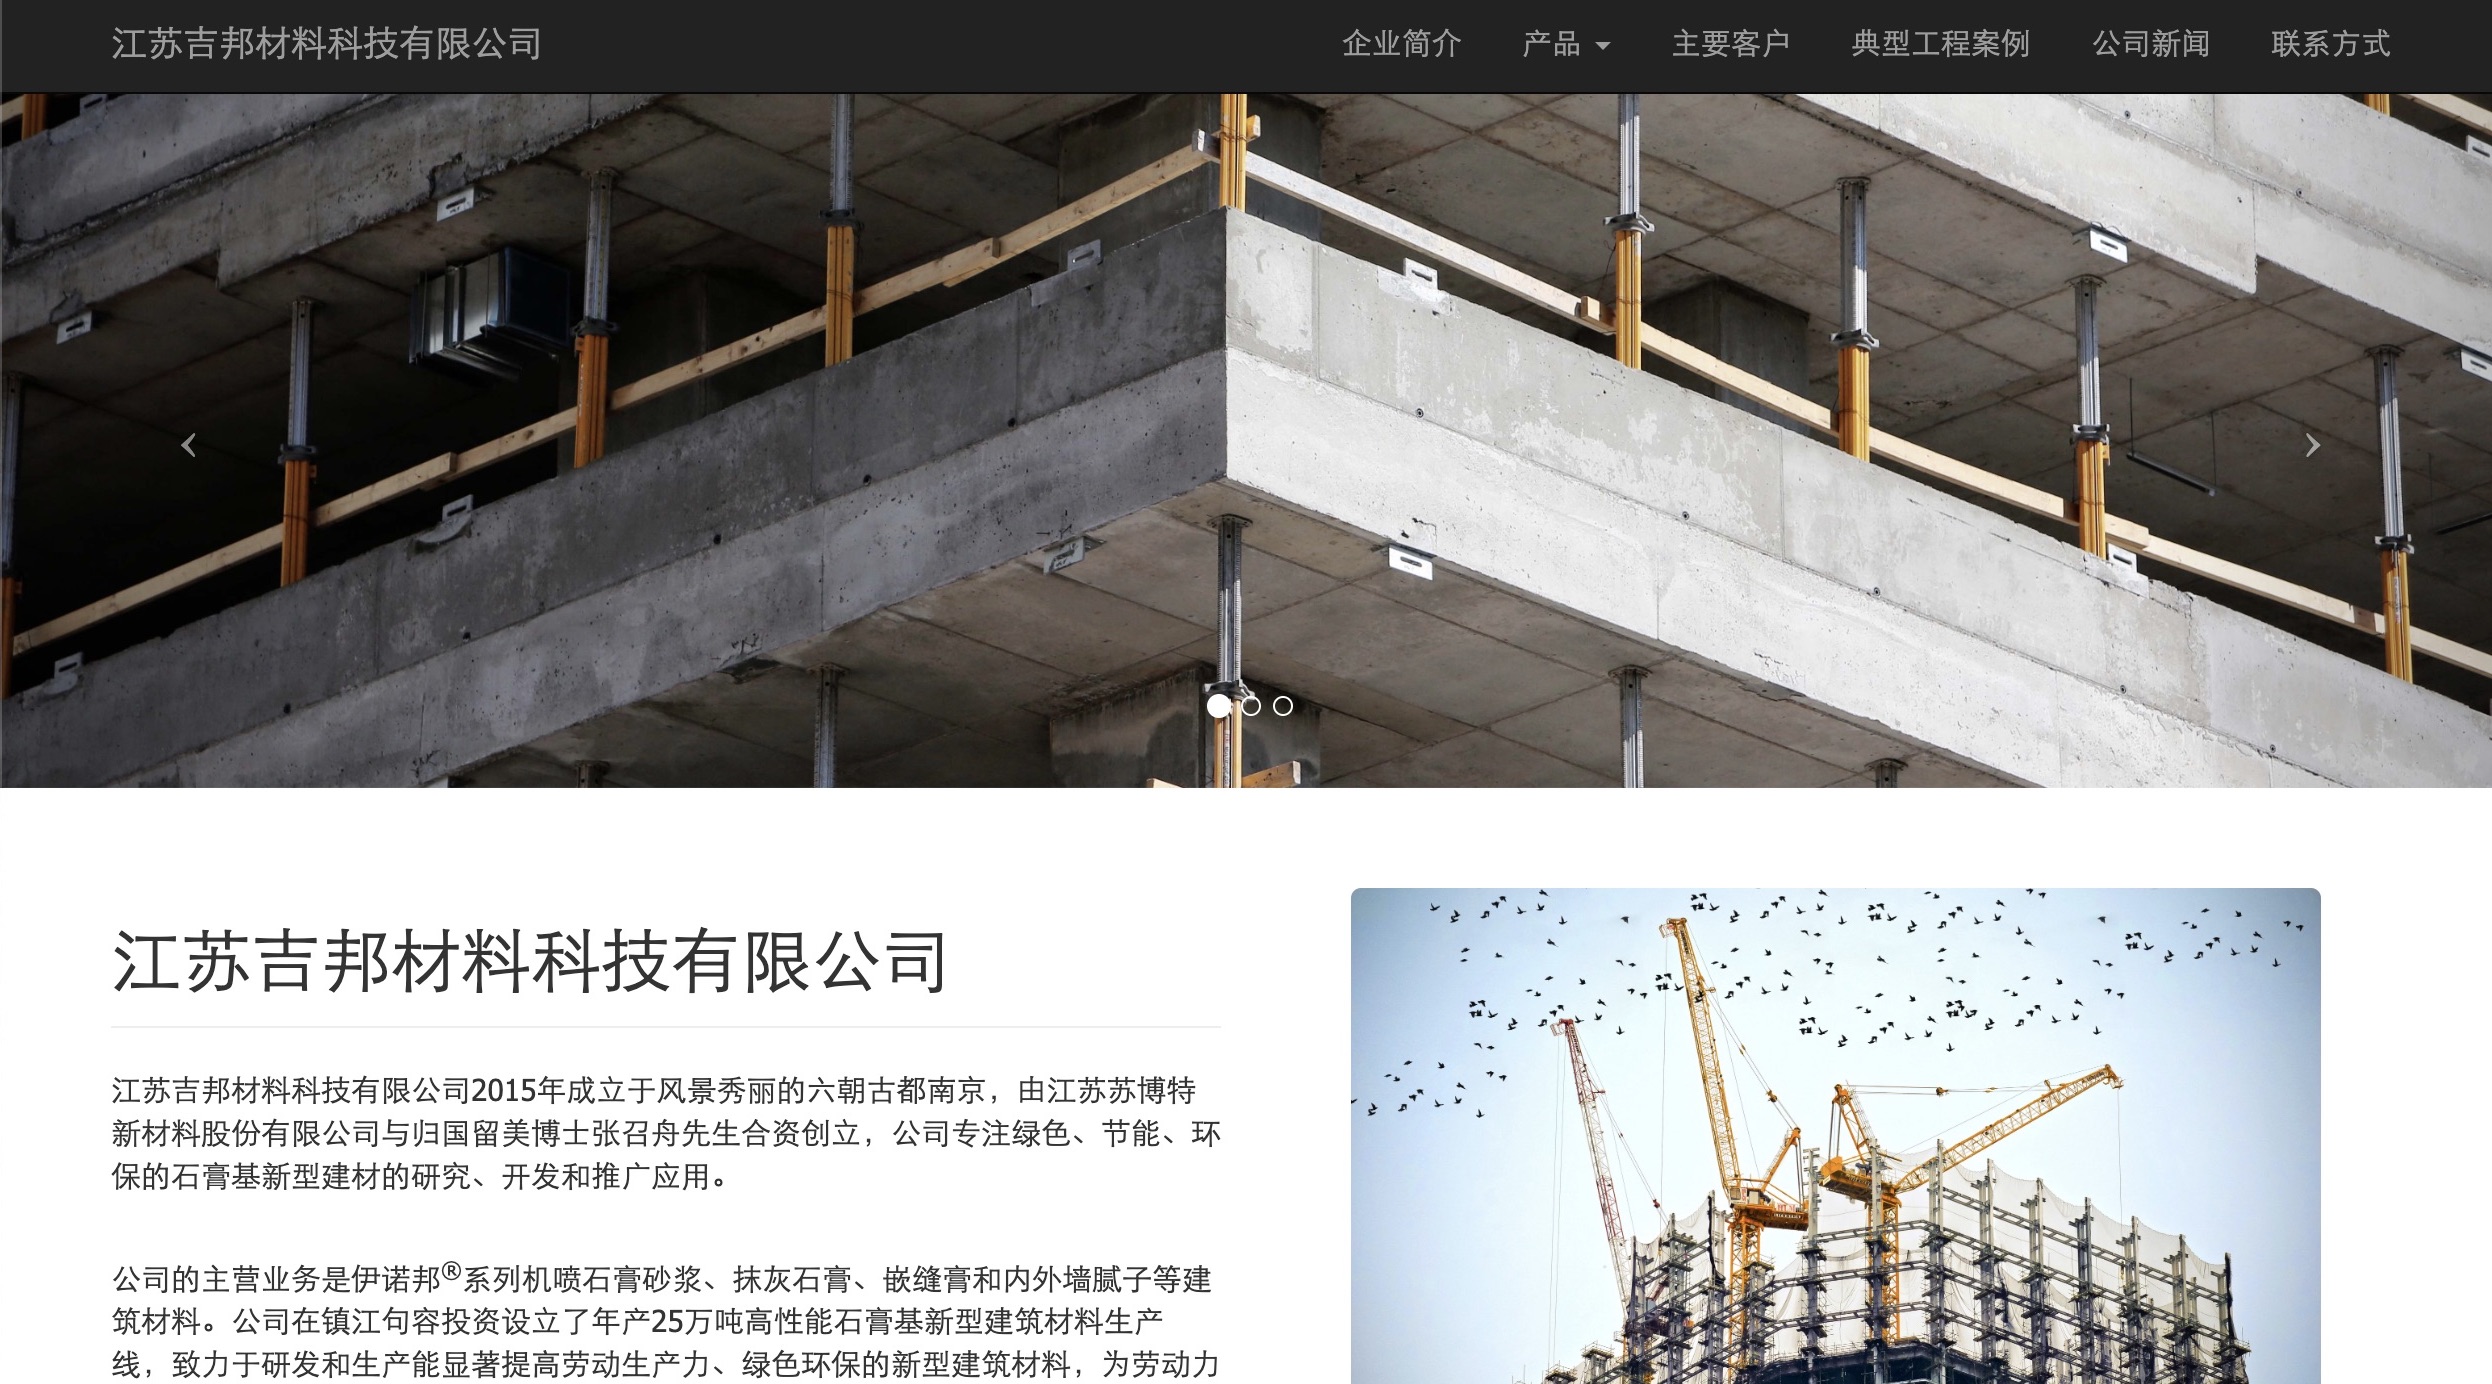 江苏吉邦材料科技有限公司
企业简介 产品 主要客户 典型工程案例 公司新闻 联系方式
江苏吉邦材料科技有限公司
江苏吉邦材料科技有限公司2015年成立于风景秀丽的六朝古都南京，由江苏苏博特
新材料股份有限公司与归国留美博士张召舟先生合资创立，公司专注绿色、节能、环
保的石膏基新型建材的研究、开发和推广应用。
公司的主营业务是伊诺邦®系列机喷石膏砂浆、抹灰石膏、嵌缝膏和内外墙腻子等建
筑材料。公司在镇江句容投资设立了年产25万吨高性能石膏基新型建筑材料生产
线，致力于研发和生产能显著提高劳动生产力、绿色环保的新型建筑材料，为劳动力